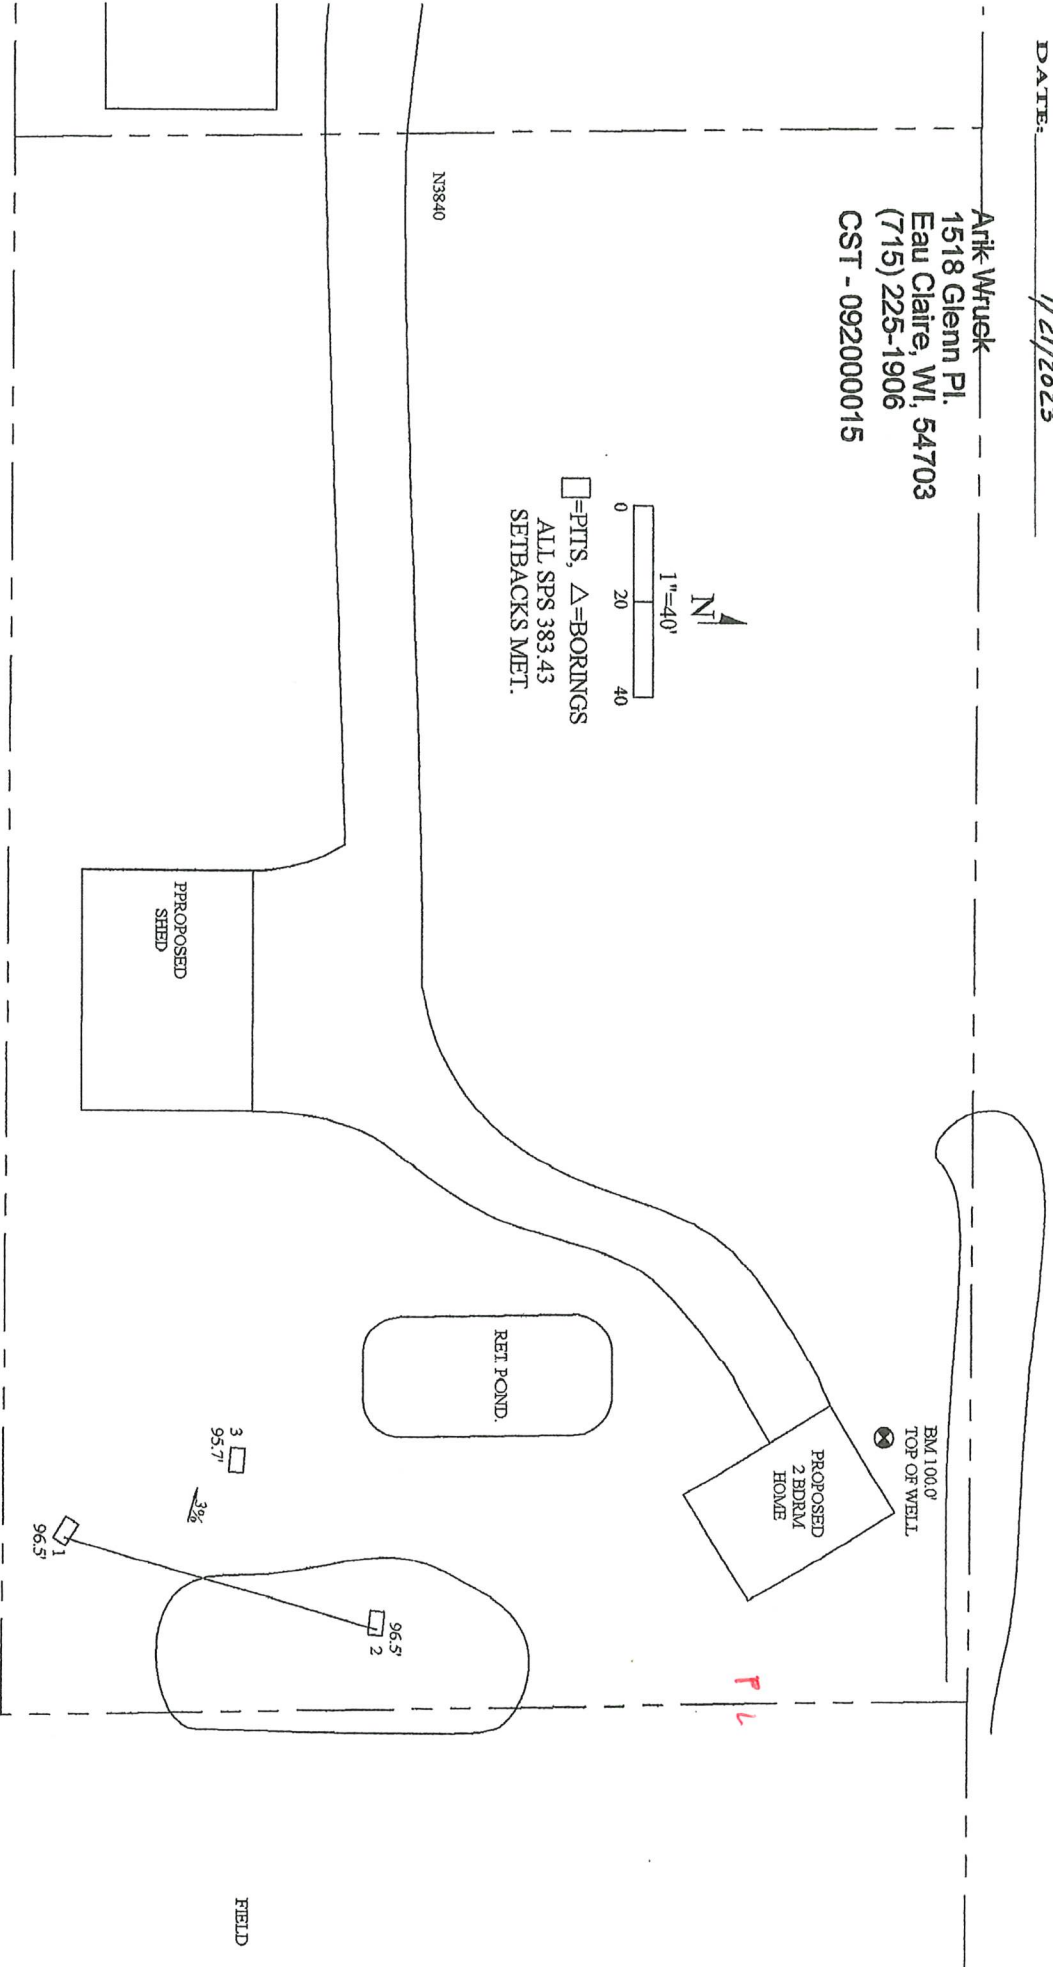 DATE: 1/21/2023
Arik Wruck
1518 Glenn Pl.
Eau Claire, WI, 54703
(715) 225-1906
CST - 092000015
N3840
N
1"=40'
0 20 40
□=PITS, △=BORINGS
ALL SPS 383.43
SETBACKS MET.
PPROPOSED
SHED
RET. POND.
BM 100.0'
TOP OF WELL
PROPOSED
2 BDRM
HOME
3
95.7'
3%
1
96.5'
96.5'
2
PL
FIELD